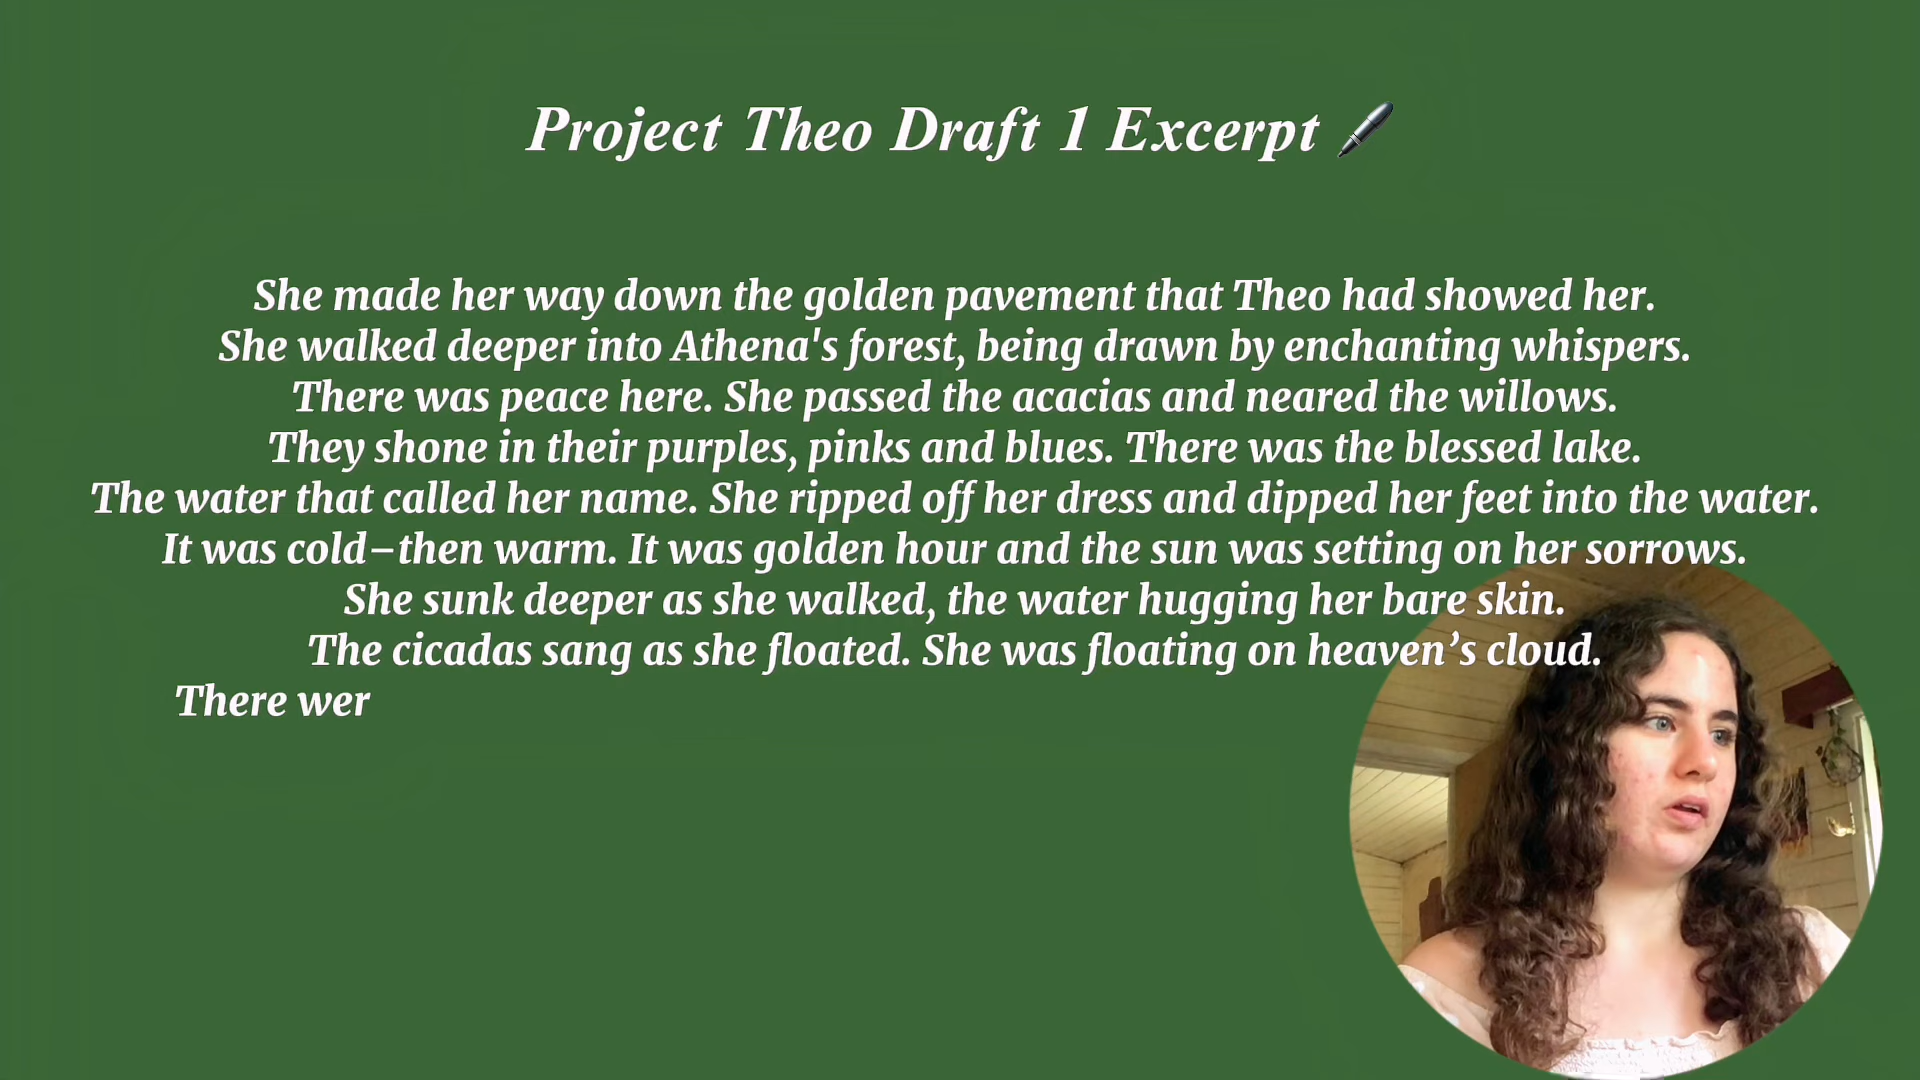 Project Theo Draft 1 Excerpt 🖋️
She made her way down the golden pavement that Theo had showed her.
She walked deeper into Athena's forest, being drawn by enchanting whispers.
There was peace here. She passed the acacias and neared the willows.
They shone in their purples, pinks and blues. There was the blessed lake.
The water that called her name. She ripped off her dress and dipped her feet into the water.
It was cold–then warm. It was golden hour and the sun was setting on her sorrows.
She sunk deeper as she walked, the water hugging her bare skin.
The cicadas sang as she floated. She was floating on heaven’s cloud.
There wer